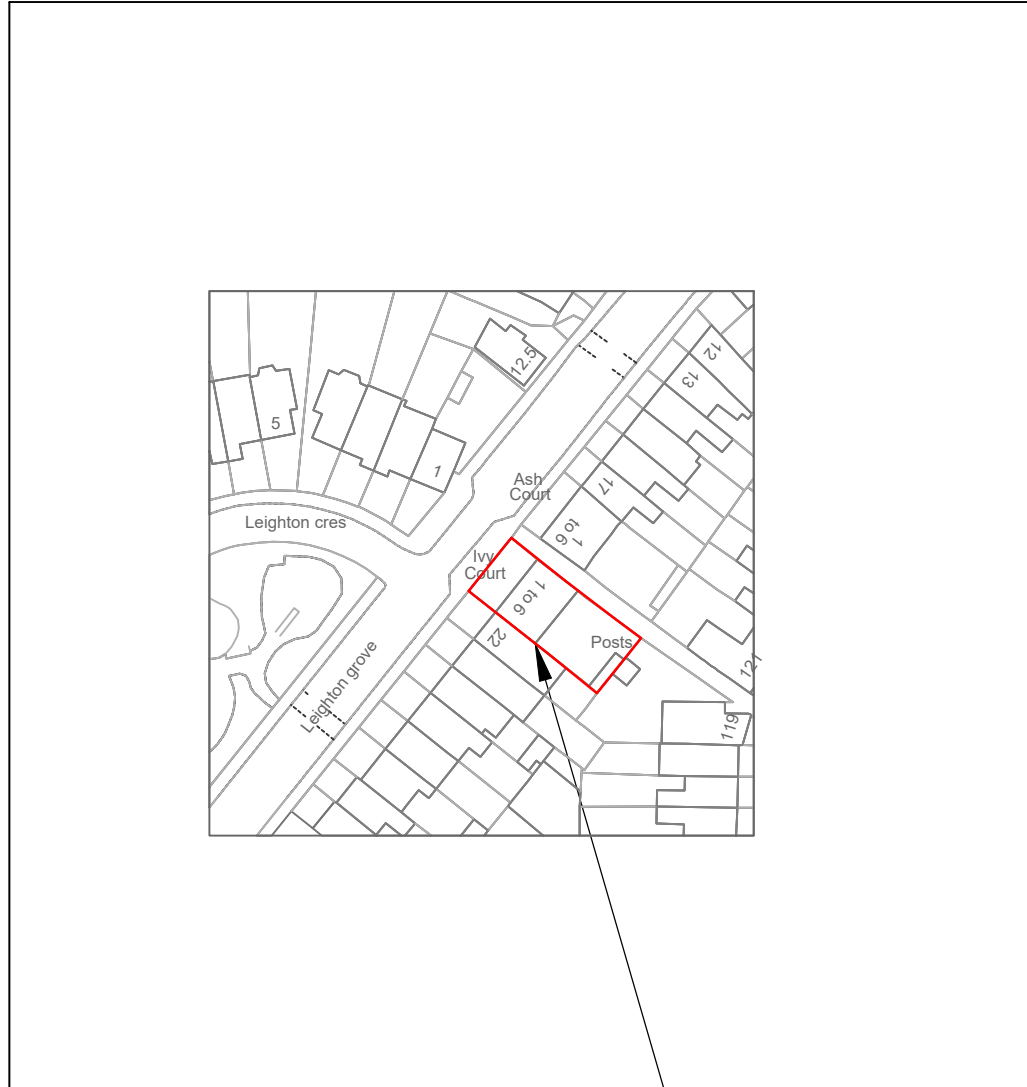 12
12.5
13
5
1
Ash
Court
17
Leighton cres
1
to 6
Ivy
Court
1 to 6
22
Posts
121
Leighton grove
119